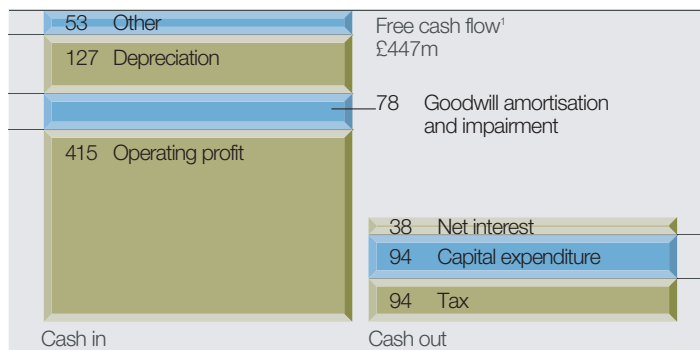 53 Other
127 Depreciation
415 Operating profit
Cash in
Free cash flow¹
£447m
78 Goodwill amortisation
and impairment
38 Net interest
94 Capital expenditure
94 Tax
Cash out